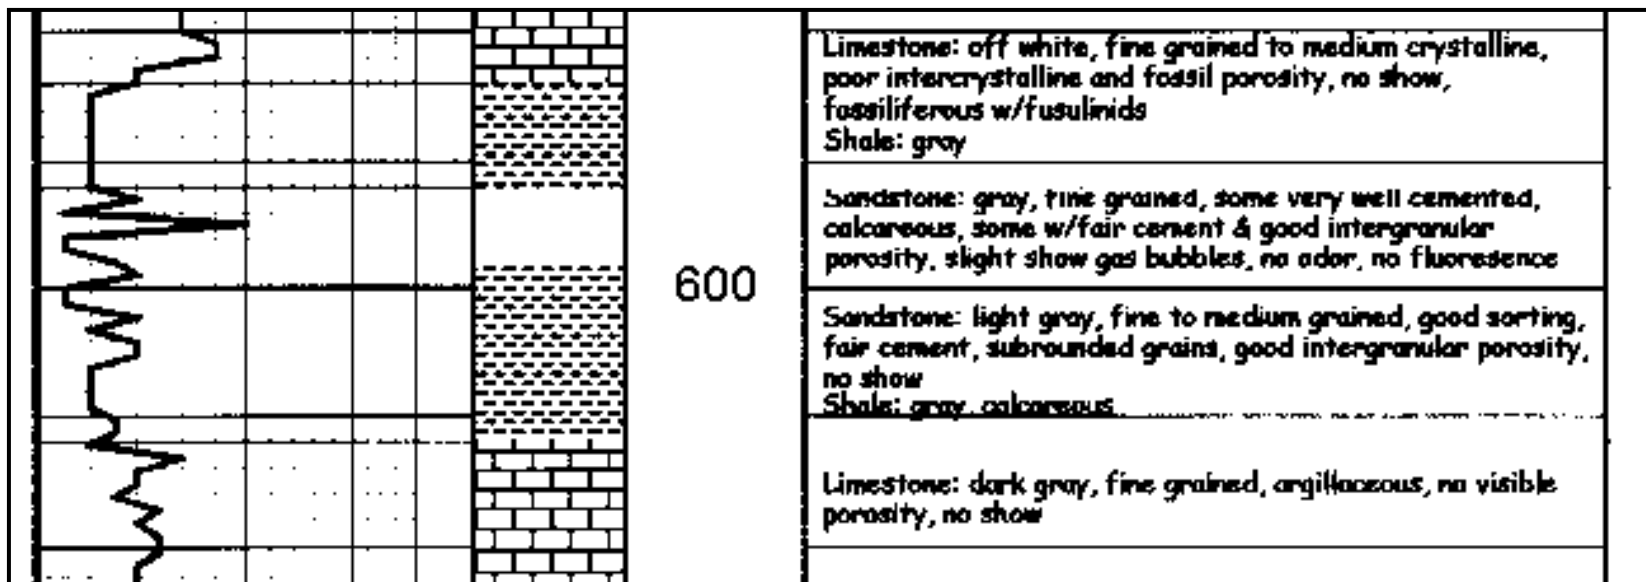 Limestone: off white, fine grained to medium crystalline,
poor intercrystalline and fossil porosity, no show,
fossiliferous w/fusulinids
Shale: gray
Sandstone: gray, fine grained, some very well cemented,
calcareous, some w/fair cement & good intergranular
porosity, slight show gas bubbles, no odor, no fluoresence
600
Sandstone: light gray, fine to medium grained, good sorting,
fair cement, subrounded grains, good intergranular porosity,
no show
Shale: gray, calcareous
Limestone: dark gray, fine grained, argillaceous, no visible
porosity, no show